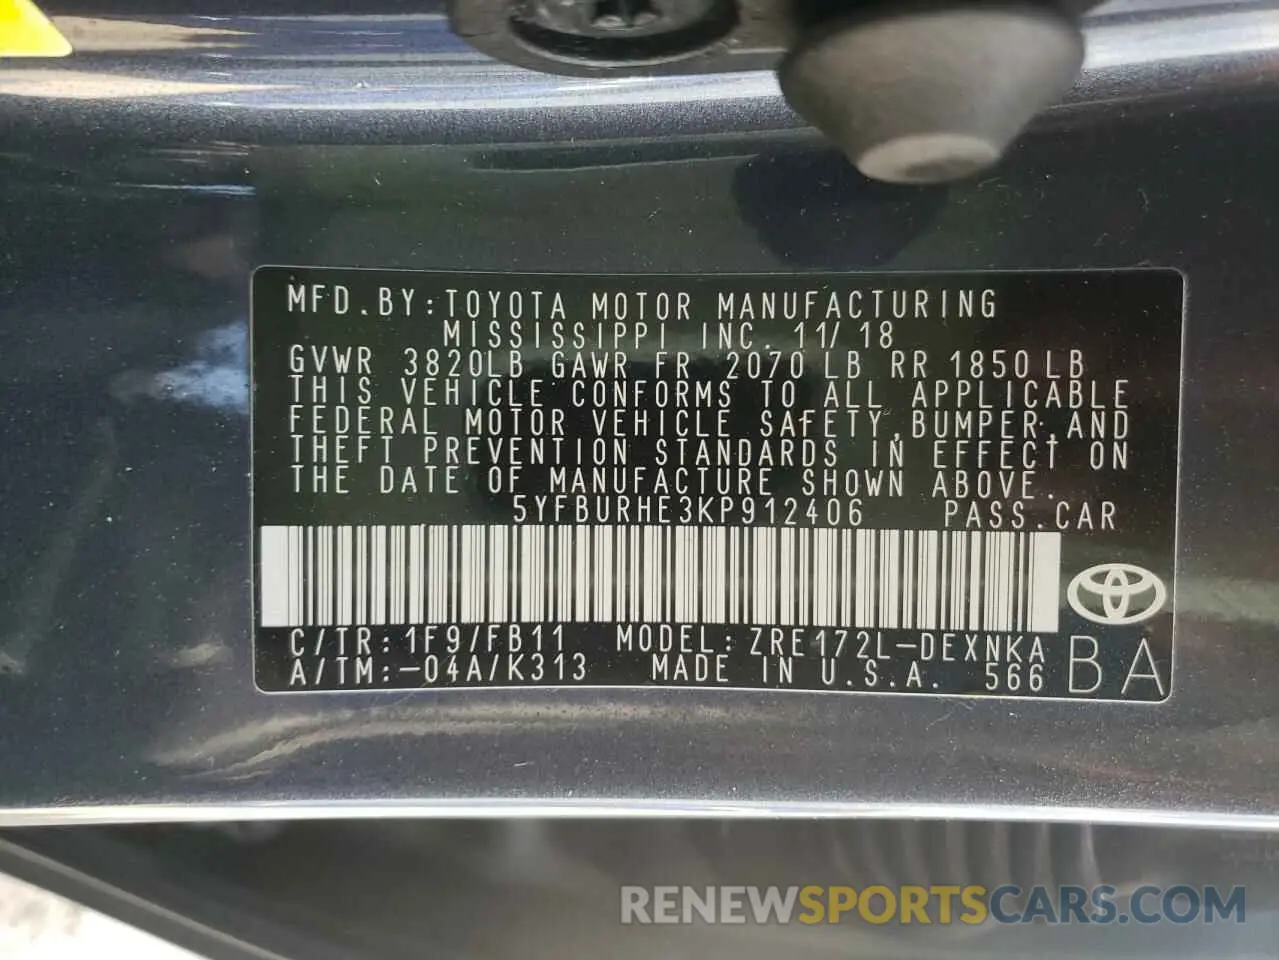 MFD.BY:TOYOTA MOTOR MANUFACTURING
MISSISSIPPI INC. 11/18
GVWR 3820LB GAWR FR 2070 LB RR 1850 LB
THIS VEHICLE CONFORMS TO ALL APPLICABLE
FEDERAL MOTOR VEHICLE SAFETY,BUMPER,AND
THEFT PREVENTION STANDARDS IN EFFECT ON
THE DATE OF MANUFACTURE SHOWN ABOVE.
5YFBURHE3KP912406 PASS.CAR
C/TR:1F9/FB11 MODEL:ZRE172L-DEXNKA
A/TM:-04A/K313 MADE IN U.S.A. 566
BA
RENEWSPORTSCARS.COM